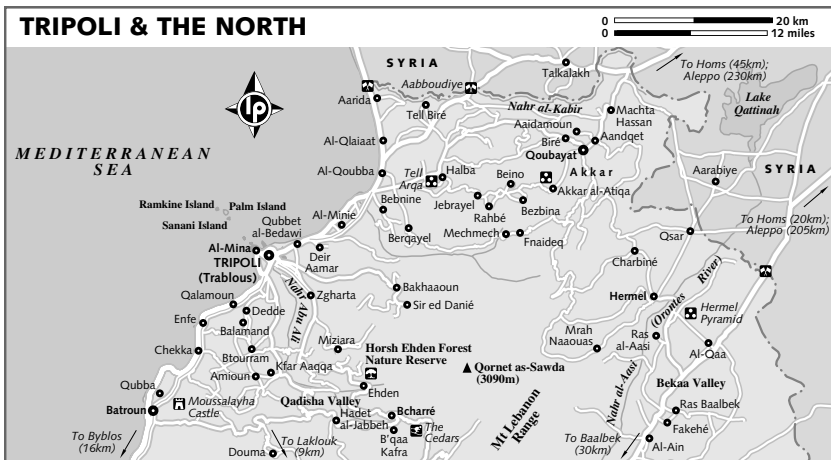 TRIPOLI & THE NORTH
0 20 km
0 12 miles
SYRIA
To Homs (45km);
Aleppo (230km)
Talkalakh
Aabboudiye
Aarida
Tell Biré
Nahr al-Kabir
Machta
Hassan
Lake
Qattinah
lp
Aaidamoun
Biré
Aandqet
Qoubayat
Al-Qlaiaat
MEDITERRANEAN
SEA
Al-Qoubba
Tell
Arqa
Halba
Beino
Akkar
Akkar al-Atiqa
SYRIA
Aarabiye
Bebnine
Jebrayel
Rahbé
Bezbina
Ramkine Island
Palm Island
Sanani Island
Al-Minie
Qubbet
al-Bedawi
Berqayel
Mechmech
Fnaideq
Qsar
To Homs (20km);
Aleppo (205km)
Al-Mina
TRIPOLI
(Trablous)
Deir
Aamar
Charbiné
Nahr Abu Ali
Zgharta
Bakhaaoun
Sir ed Danié
Hermel
(Orontes River)
Hermel
Pyramid
Qalamoun
Dedde
Enfe
Balamand
Miziara
Mrah
Naaouas
Ras
al-Aasi
Al-Qaa
Chekka
Btourram
Horsh Ehden Forest
Nature Reserve
Qornet as-Sawda
(3090m)
Kfar Aaqqa
Amioun
Ehden
Nahr al-Aasi
Bekaa Valley
Qubba
Batroun
Moussalayha
Castle
Qadisha Valley
Hadet
al-Jabbeh
Bcharré
B'qaa
Kafra
The
Cedars
Mt Lebanon
Range
Ras Baalbek
Fakehé
Al-Ain
To Byblos
(16km)
Douma
To Laklouk
(9km)
To Baalbek
(30km)